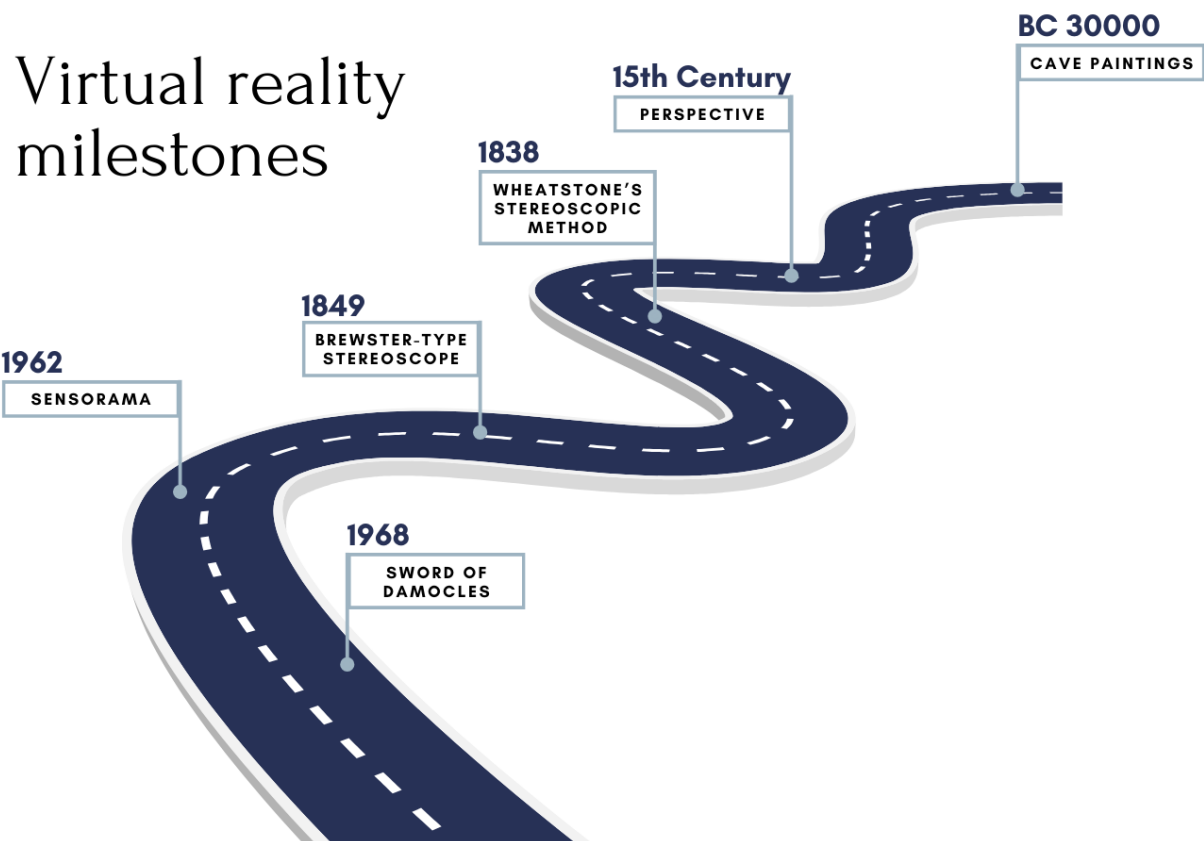 Virtual reality
milestones
BC 30000
CAVE PAINTINGS
15th Century
PERSPECTIVE
1838
WHEATSTONE’S
STEREOSCOPIC
METHOD
1849
BREWSTER-TYPE
STEREOSCOPE
1962
SENSORAMA
1968
SWORD OF
DAMOCLES